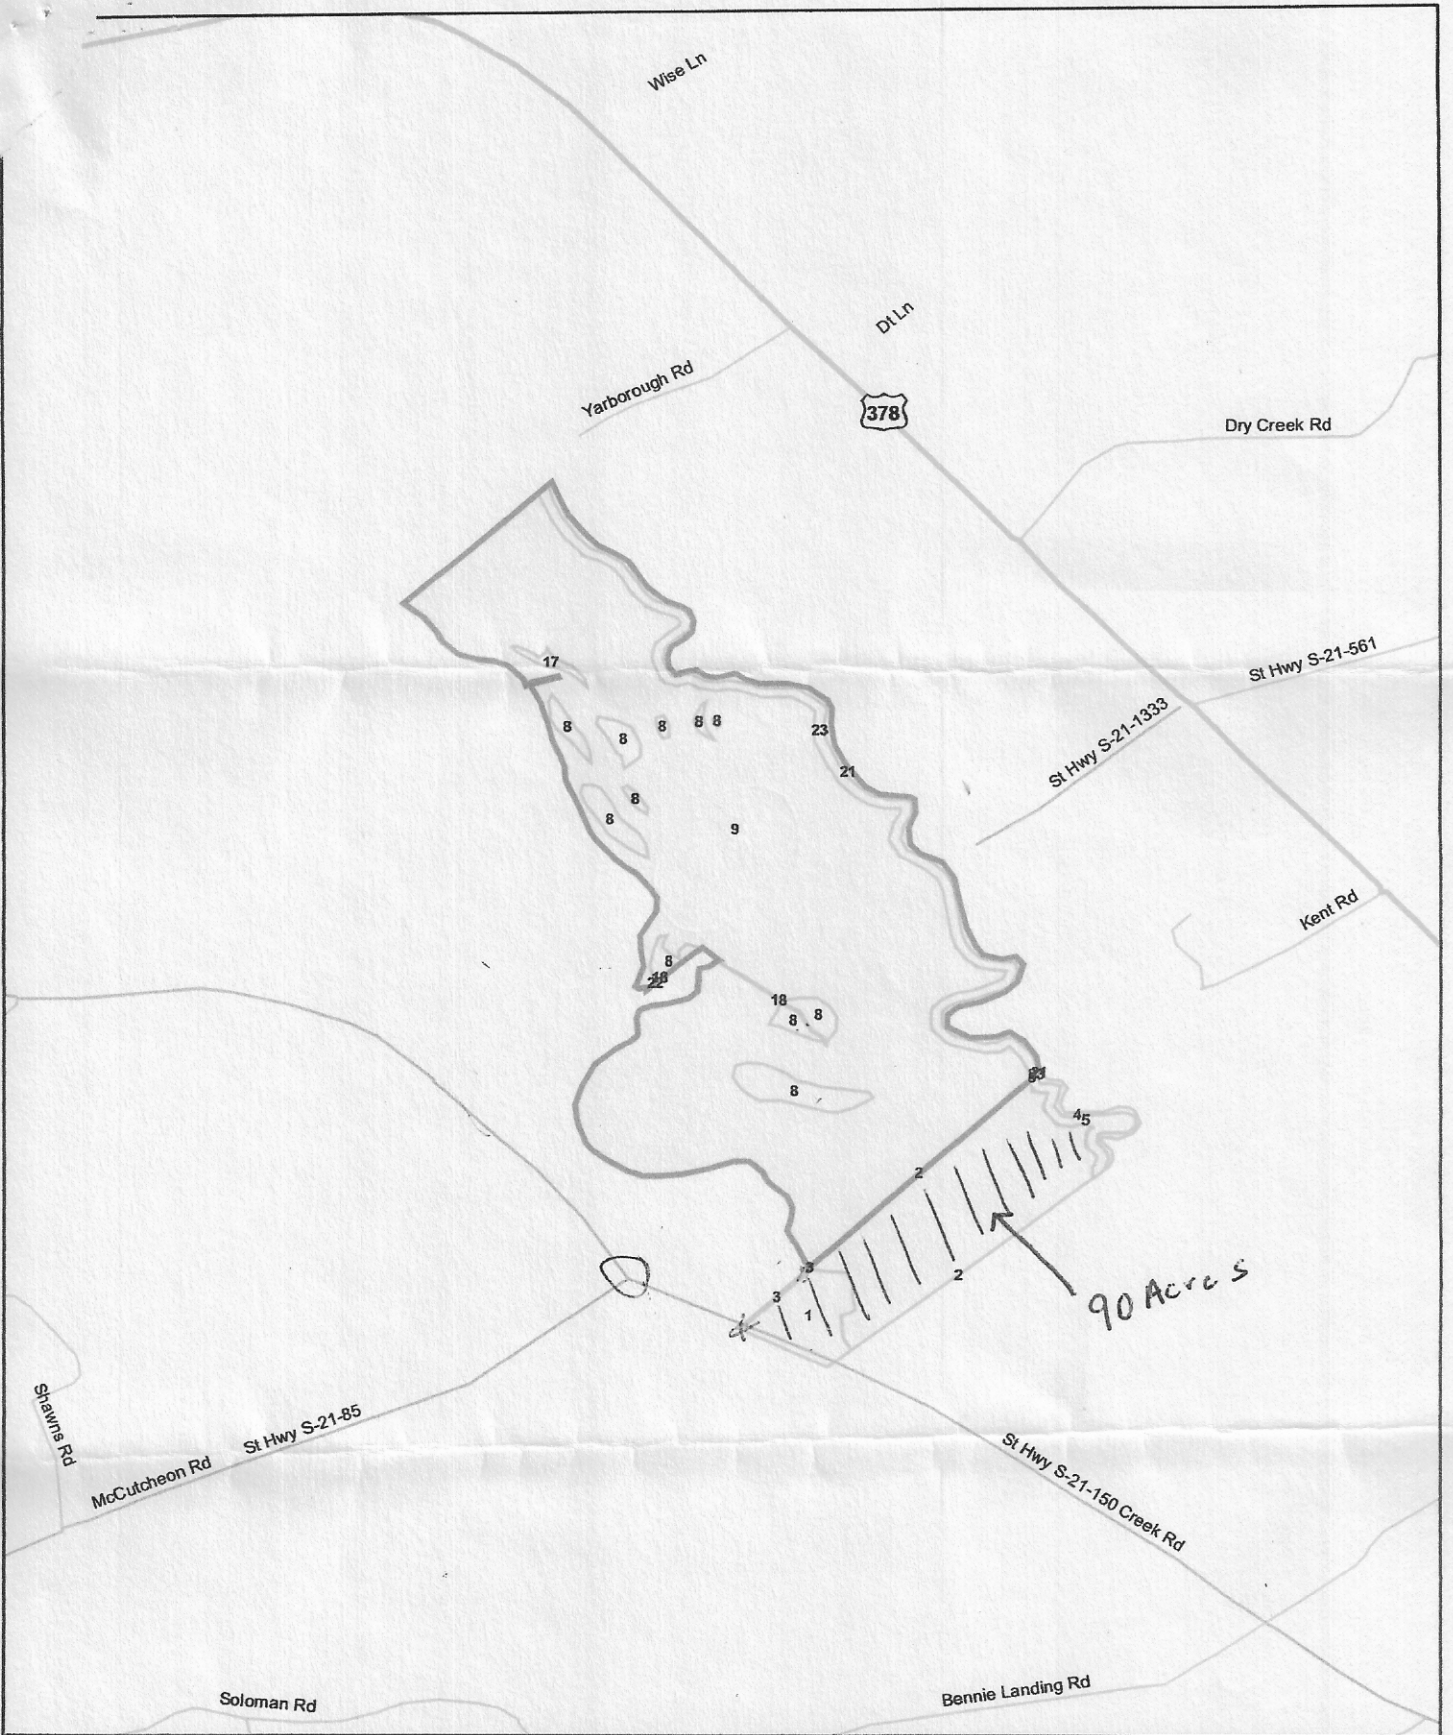 Wise Ln
Dt Ln
Yarborough Rd
378
Dry Creek Rd
St Hwy S-21-561
17
St Hwy S-21-1333
8
8
8
8 8
23
21
8
8
9
Kent Rd
8
18
22
18
8 8
8
4
5
2
3
2
3
1
90 Acres
Shawns Rd
St Hwy S-21-85
McCutcheon Rd
St Hwy S-21-150 Creek Rd
Soloman Rd
Bennie Landing Rd